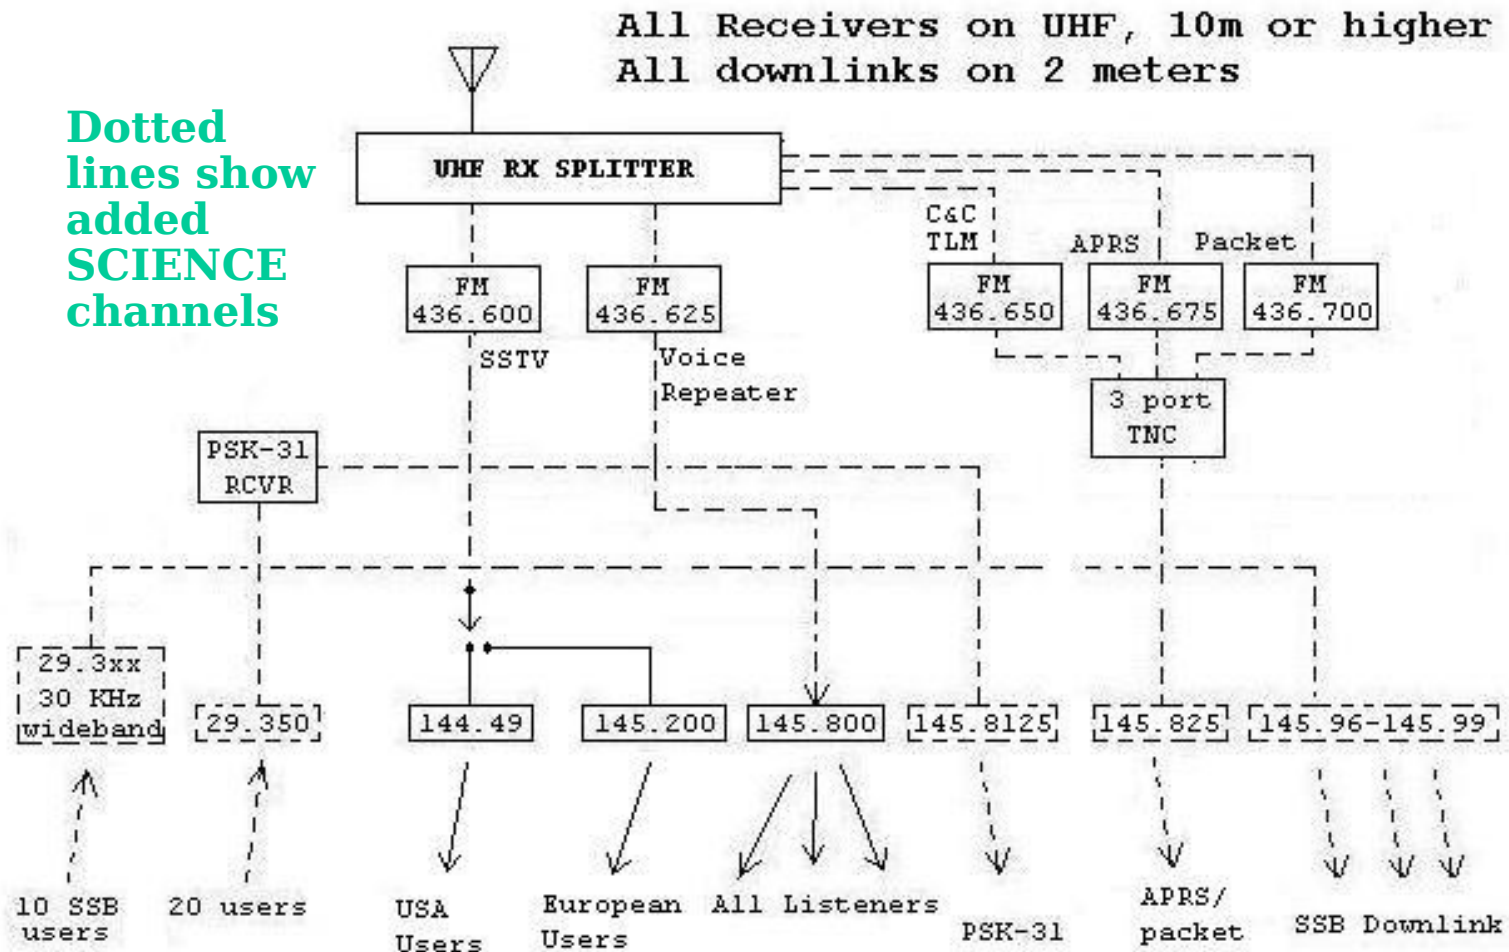 All Receivers on UHF, 10m or higher
All downlinks on 2 meters
Dotted
lines show
added
SCIENCE
channels
UHF RX SPLITTER
C&C
TLM
APRS
Packet
FM
436.600
FM
436.625
FM
436.650
FM
436.675
FM
436.700
SSTV
Voice
Repeater
3 port
TNC
PSK-31
RCVR
29.3xx
30 KHz
wideband
29.350
144.49
145.200
145.800
145.8125
145.825
145.96-145.99
10 SSB
users
20 users
USA
Users
European
Users
All Listeners
PSK-31
APRS/
packet
SSB Downlink